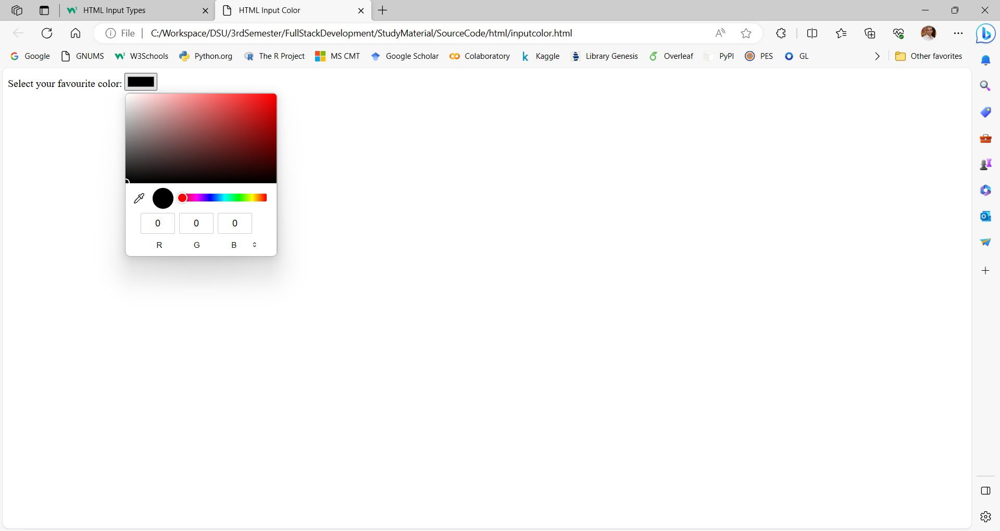 HTML Input Types
HTML Input Color
File
C:/Workspace/DSU/3rdSemester/FullStackDevelopment/StudyMaterial/SourceCode/html/inputcolor.html
Google GNUMS W3Schools Python.org The R Project MS CMT Google Scholar Colaboratory Kaggle Library Genesis Overleaf PyPI PES GL Other favorites
Select your favourite color:
0 0 0
R G B